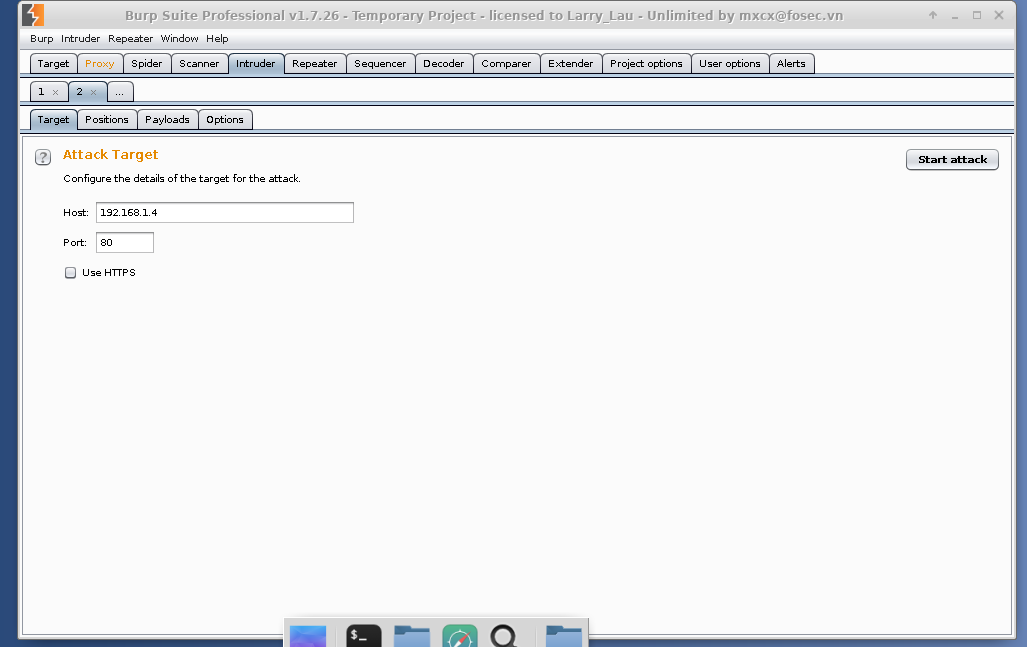 Burp Suite Professional v1.7.26 - Temporary Project - licensed to Larry_Lau - Unlimited by mxcx@fosec.vn
Burp Intruder Repeater Window Help
Target Proxy Spider Scanner Intruder Repeater Sequencer Decoder Comparer Extender Project options User options Alerts
1 × 2 × ...
Target Positions Payloads Options
? Attack Target
Start attack
Configure the details of the target for the attack.
Host: 192.168.1.4
Port: 80
Use HTTPS
$_